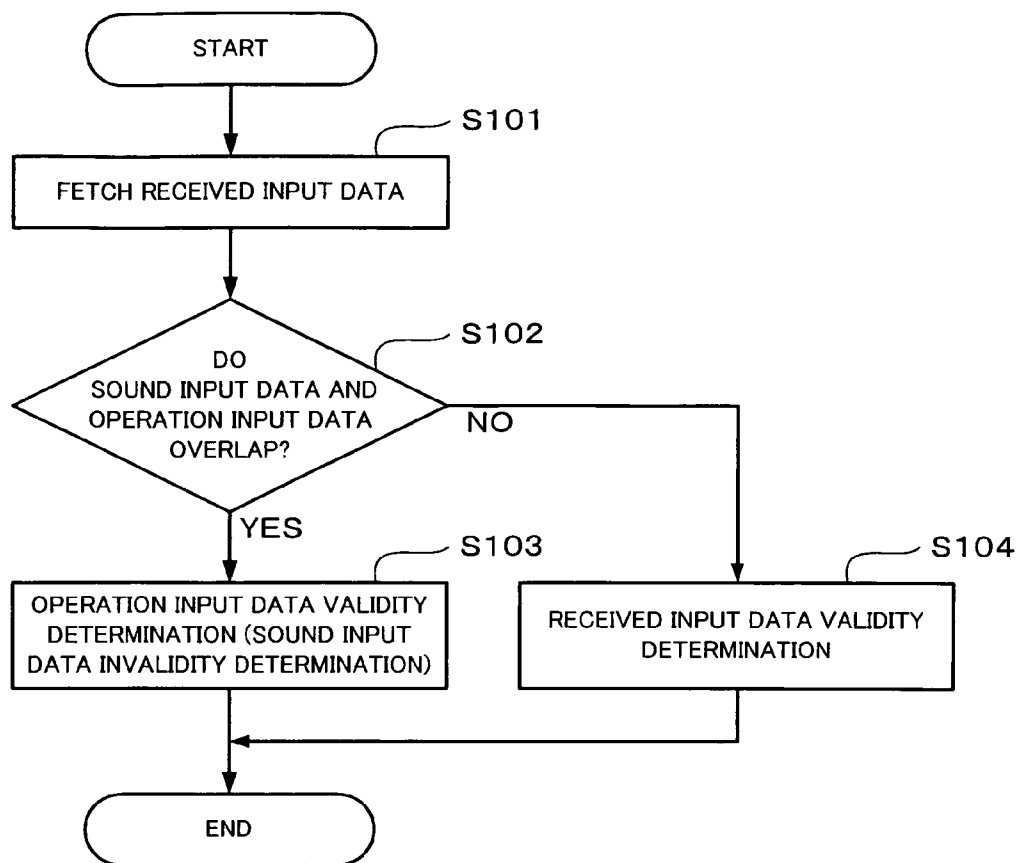 START
S101
FETCH RECEIVED INPUT DATA
S102
DO
SOUND INPUT DATA AND
OPERATION INPUT DATA
OVERLAP?
NO
YES
S103
OPERATION INPUT DATA VALIDITY
DETERMINATION (SOUND INPUT
DATA INVALIDITY DETERMINATION)
S104
RECEIVED INPUT DATA VALIDITY
DETERMINATION
END